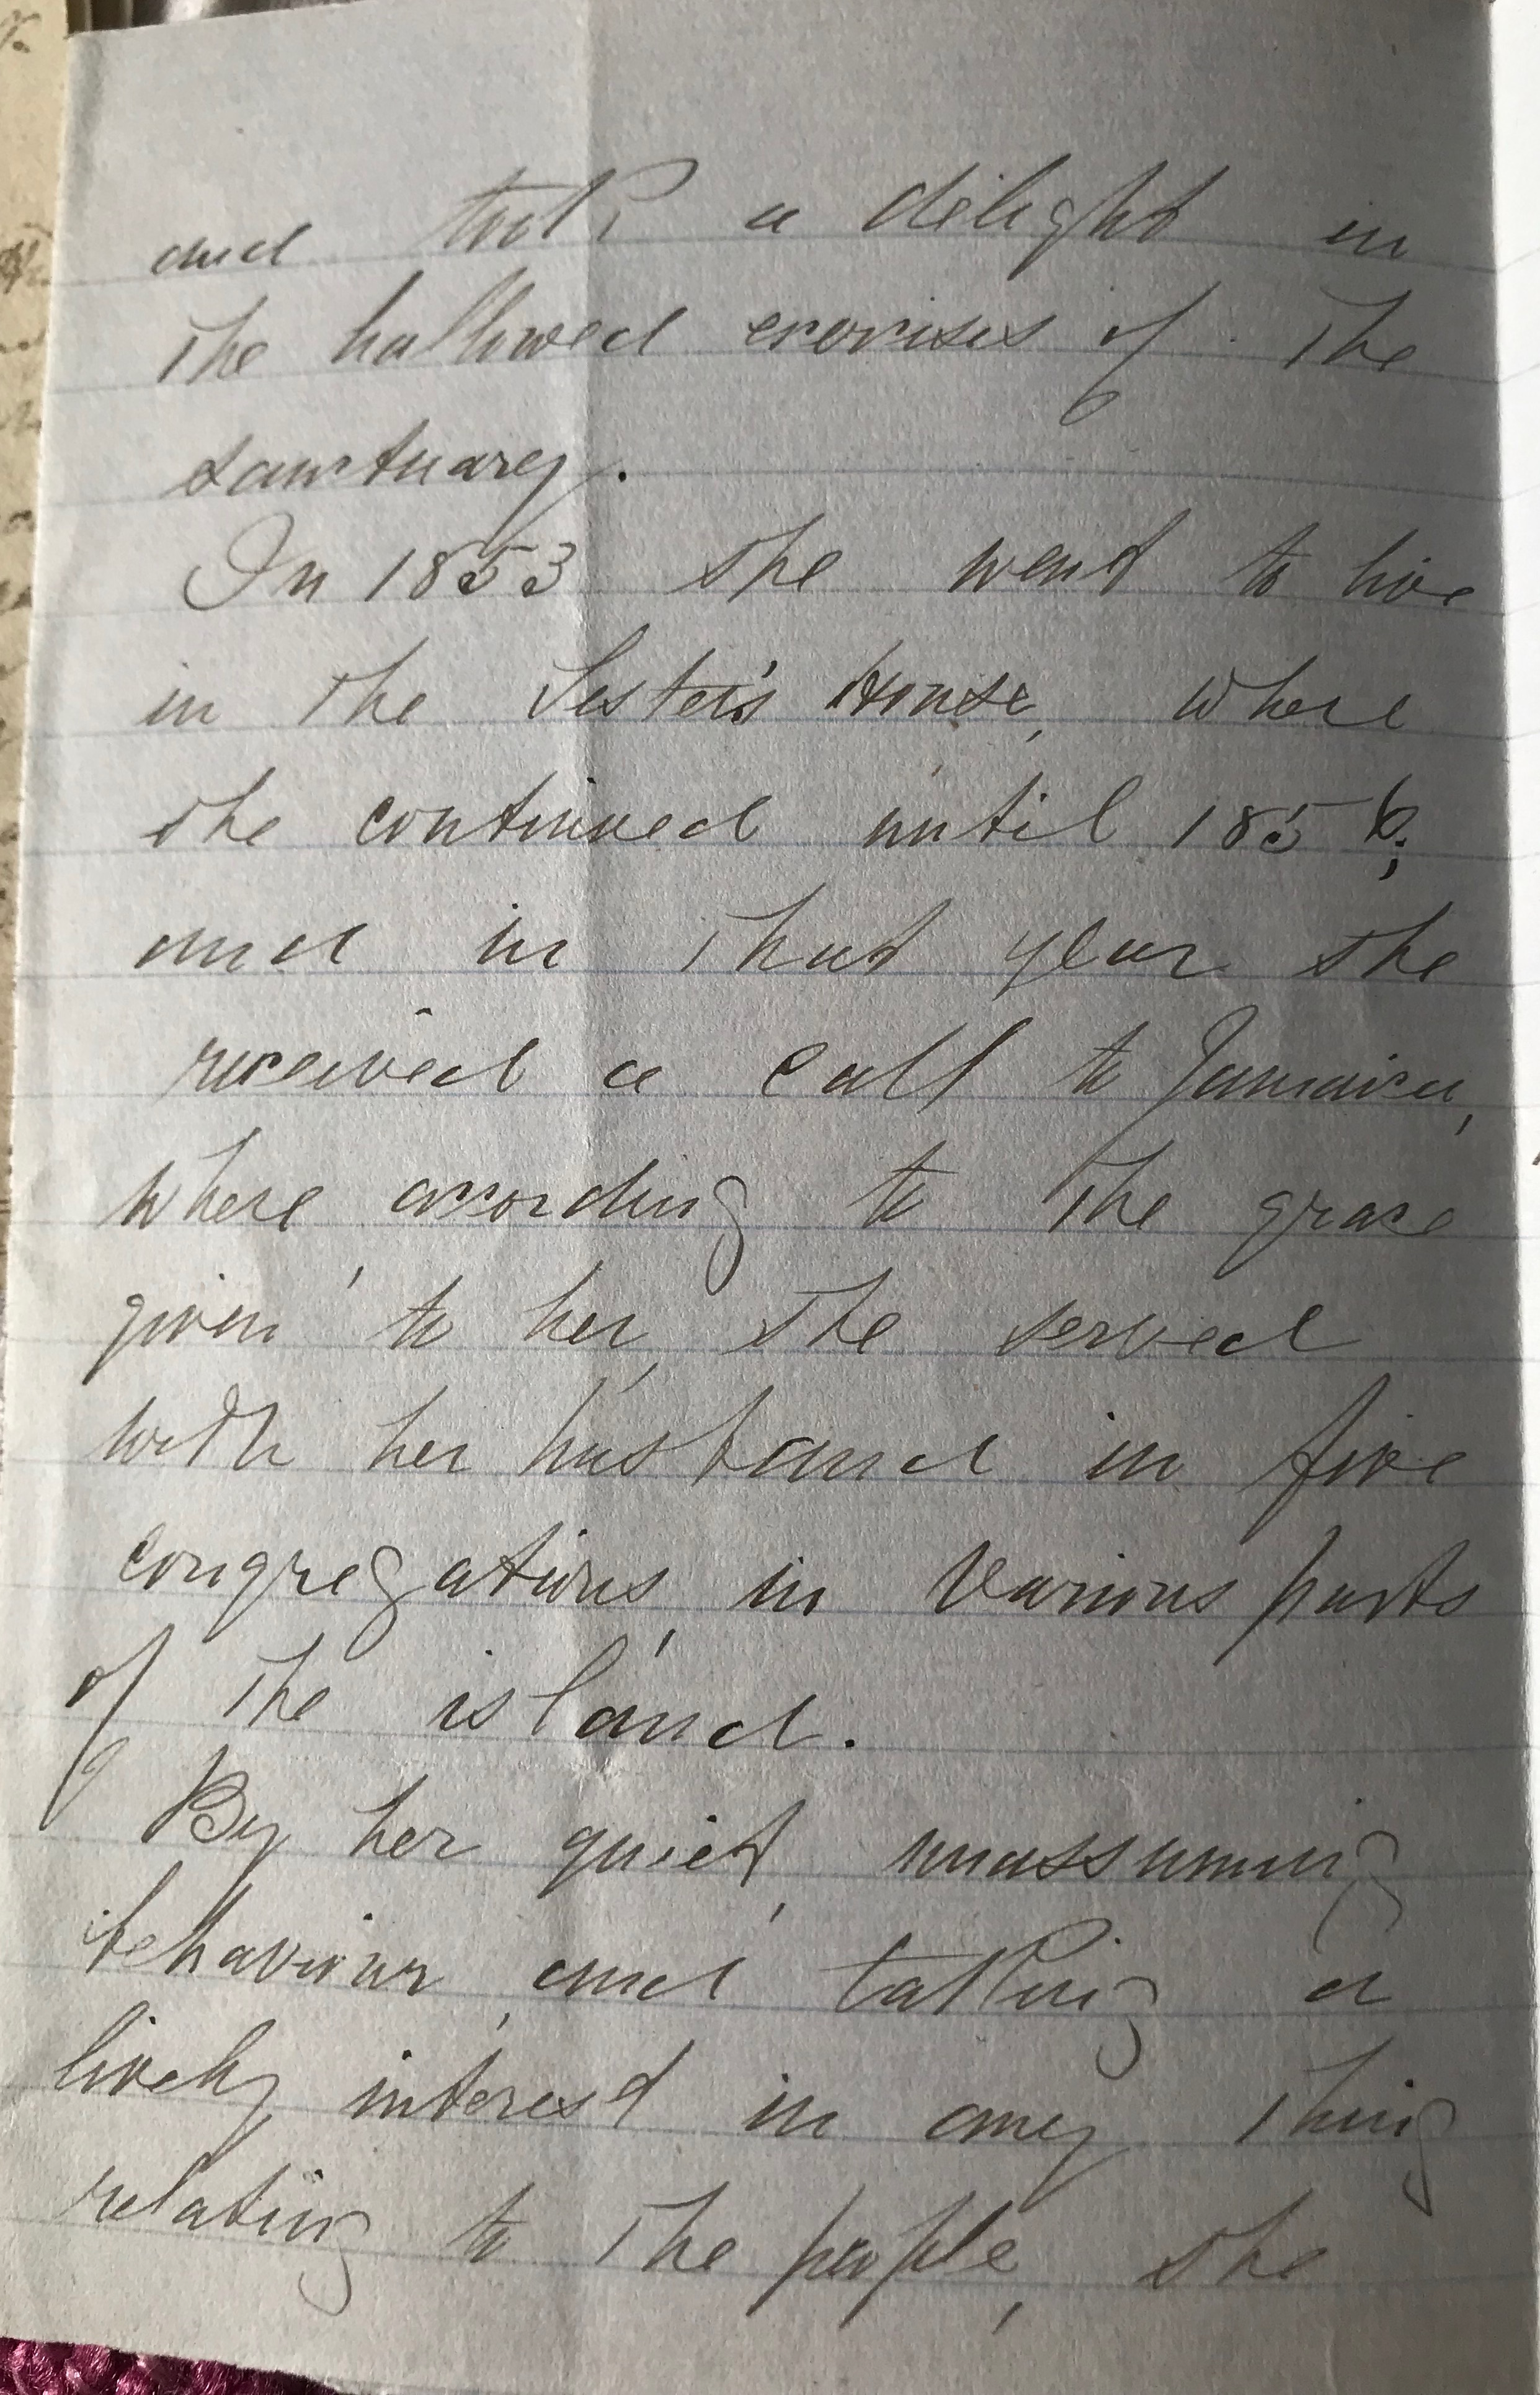 and took a delight in
the hallowed exercises of the
sanctuary.
In 1853 she went to live
in the Sister's House, where
she continued until 1856;
and in that year she
received a call to Jamaica,
where, according to the grace
given to her, she served
with her husband in five
congregations, in various parts
of the island.
By her quiet, unassuming
behaviour, and taking a
lively interest in any thing
relating to the people, she